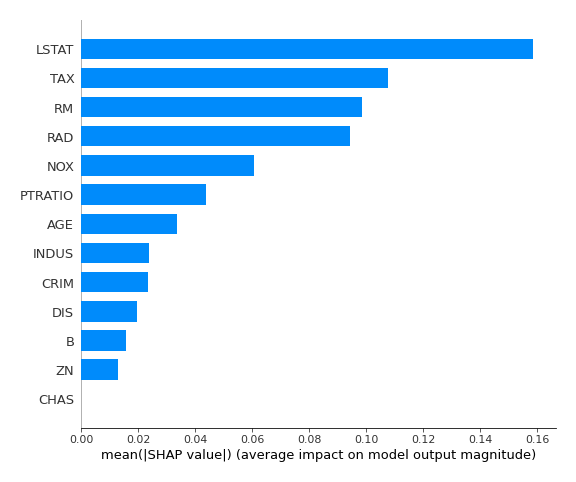 LSTAT
TAX
RM
RAD
NOX
PTRATIO
AGE
INDUS
CRIM
DIS
B
ZN
CHAS
0.00 0.02 0.04 0.06 0.08 0.10 0.12 0.14 0.16
mean(|SHAP value|) (average impact on model output magnitude)